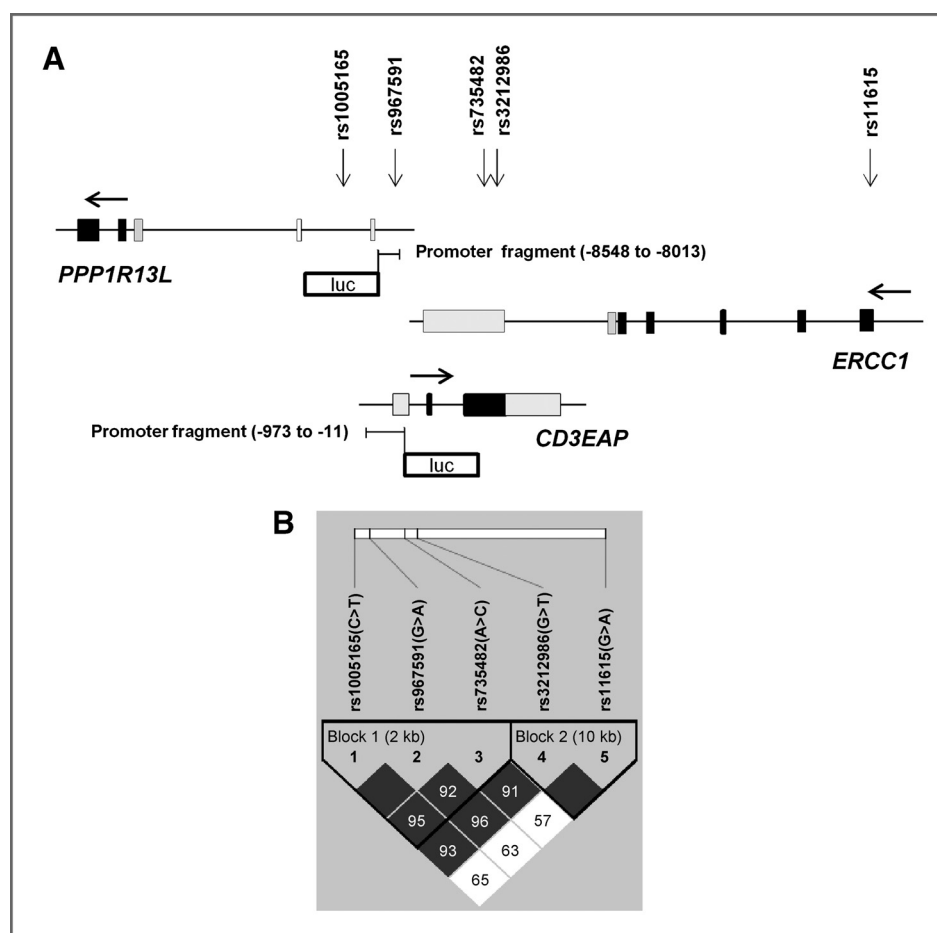 A
rs1005165
rs967591
rs735482
rs3212986
rs11615
PPP1R13L
Promoter fragment (-8548 to -8013)
luc
ERCC1
Promoter fragment (-973 to -11)
CD3EAP
luc
B
rs1005165(C>T)
rs967591(G>A)
rs735482(A>C)
rs3212986(G>T)
rs11615(G>A)
Block 1 (2 kb) Block 2 (10 kb)
1 2 3 4 5
92 91
95 96 57
93 63
65